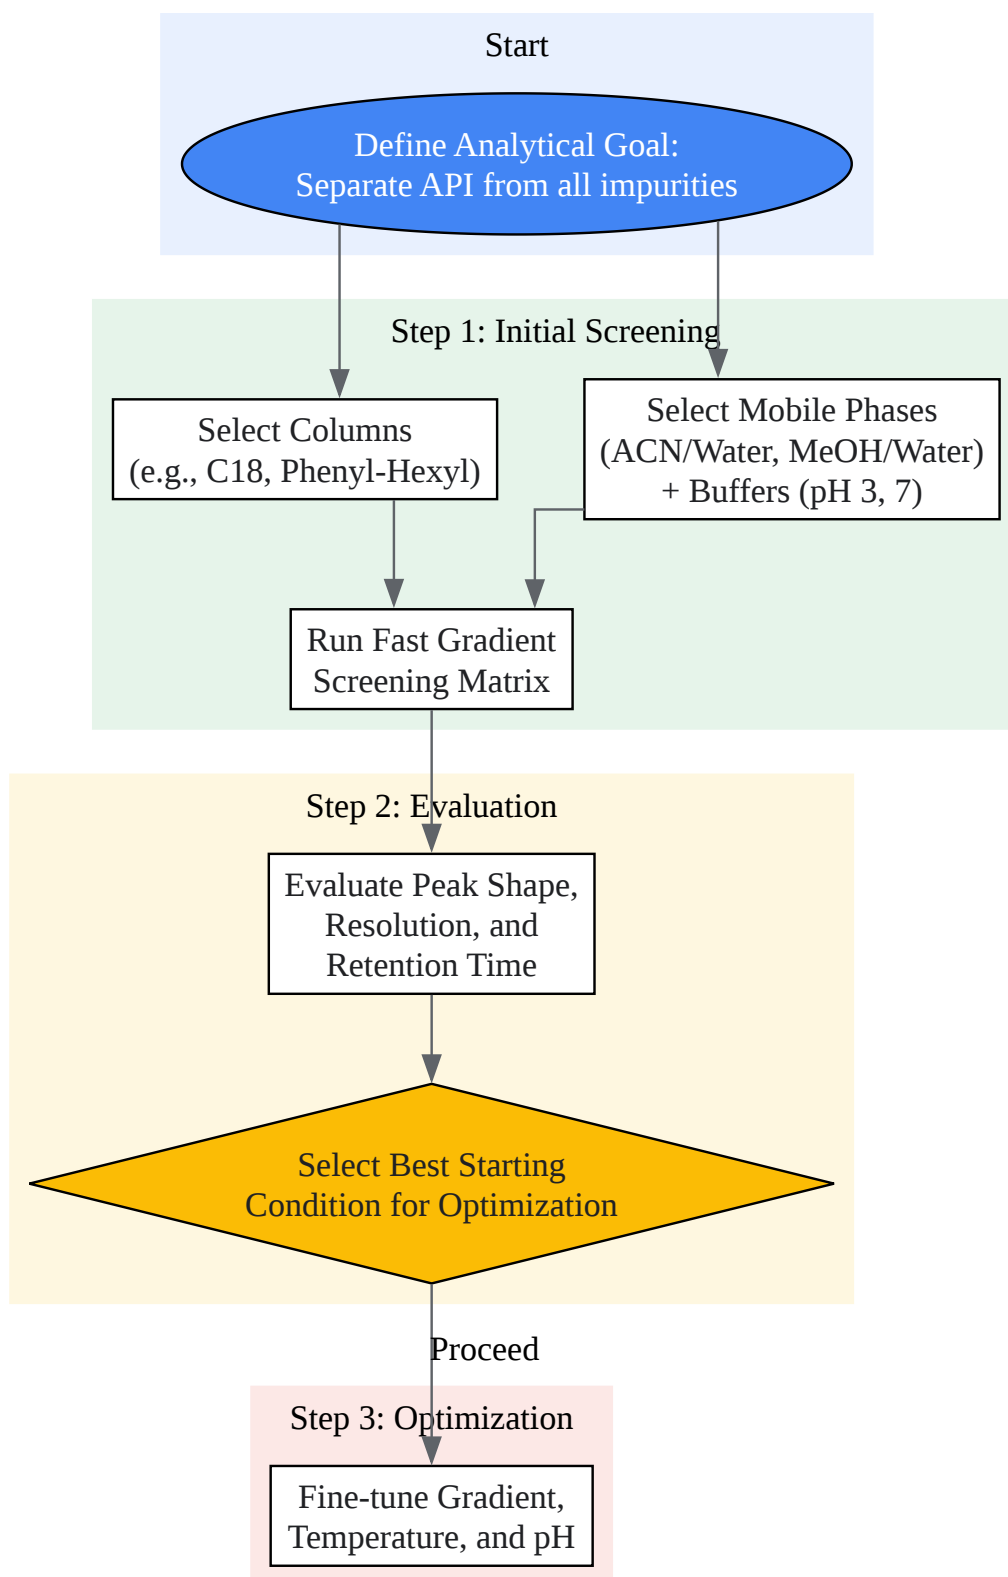 Start
Define Analytical Goal:
Separate API from all impurities
Step 1: Initial Screening
Select Columns
(e.g., C18, Phenyl-Hexyl)
Select Mobile Phases
(ACN/Water, MeOH/Water)
+ Buffers (pH 3, 7)
Run Fast Gradient
Screening Matrix
Step 2: Evaluation
Evaluate Peak Shape,
Resolution, and
Retention Time
Select Best Starting
Condition for Optimization
Proceed
Step 3: Optimization
Fine-tune Gradient,
Temperature, and pH